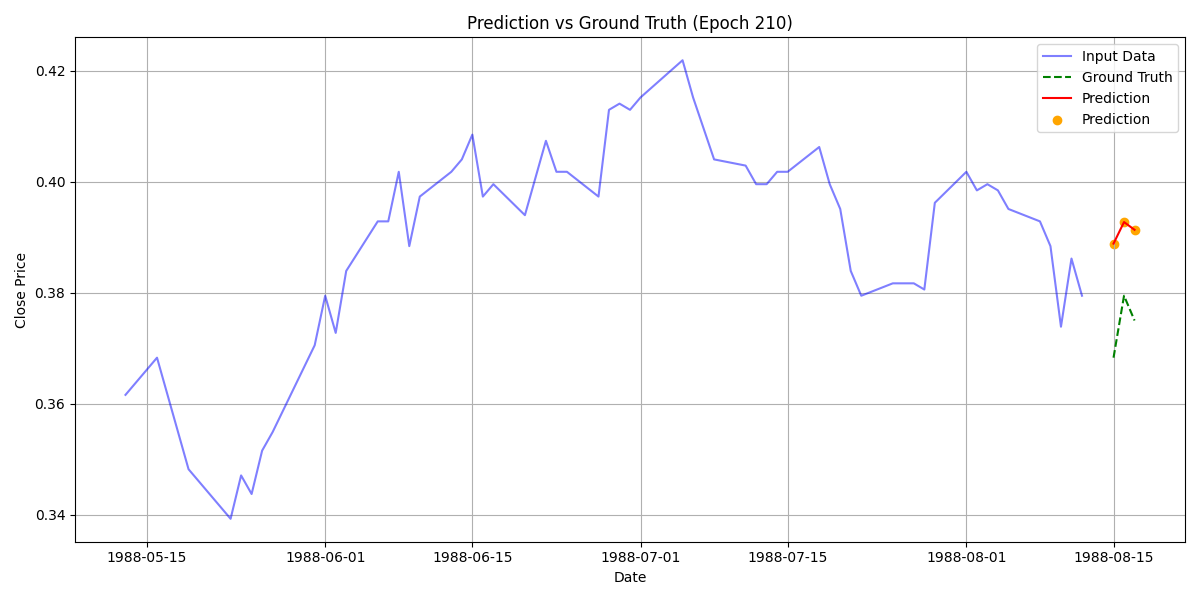 Prediction vs Ground Truth (Epoch 210)
Input Data
Ground Truth
Prediction
Prediction
Close Price
0.42
0.40
0.38
0.36
0.34
1988-05-15 1988-06-01 1988-06-15 1988-07-01 1988-07-15 1988-08-01 1988-08-15
Date